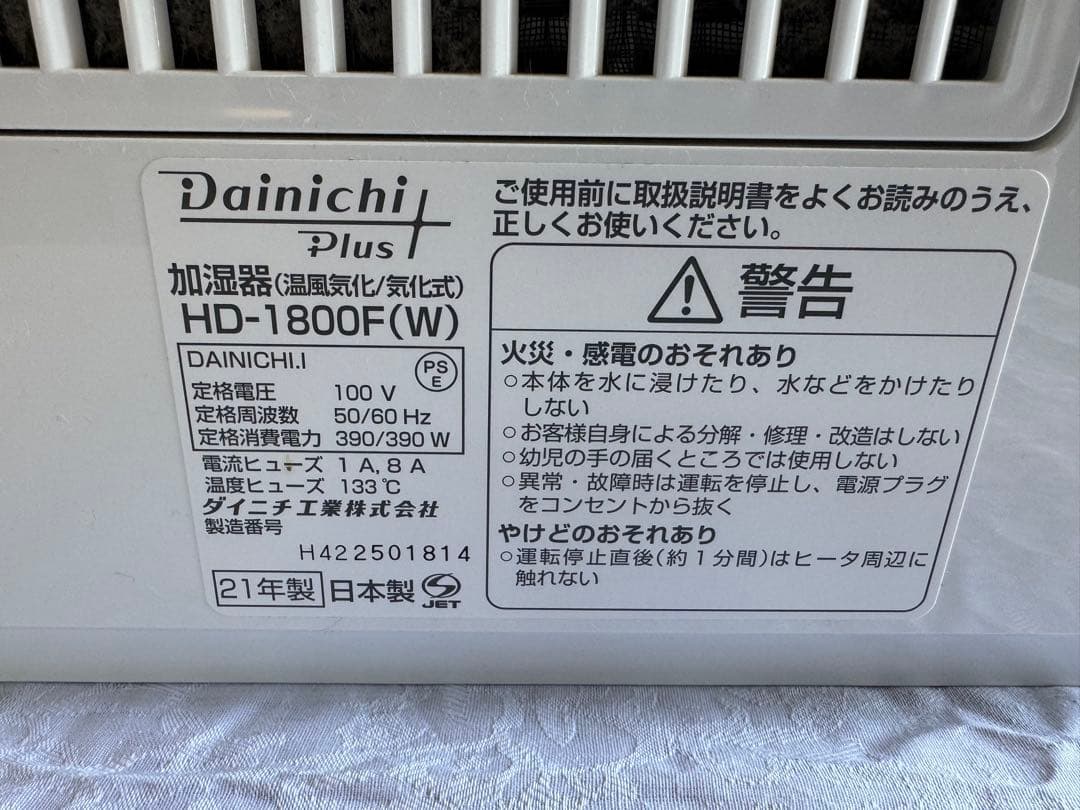 Dainichi
Plus
加湿器(温風気化/気化式)
HD-1800F(W)
DAINICHI.I
PS
E
定格電圧 100 V
定格周波数 50/60 Hz
定格消費電力 390/390 W
電流ヒューズ 1 A, 8 A
温度ヒューズ 133℃
ダイニチ工業株式会社
製造番号
H422501814
21年製 日本製
JET
ご使用前に取扱説明書をよくお読みのうえ、
正しくお使いください。
警告
火災・感電のおそれあり
○本体を水に浸けたり、水などをかけたり
しない
○お客様自身による分解・修理・改造はしない
○幼児の手の届くところでは使用しない
○異常・故障時は運転を停止し、電源プラグ
をコンセントから抜く
やけどのおそれあり
○運転停止直後(約1分間)はヒータ周辺に
触れない